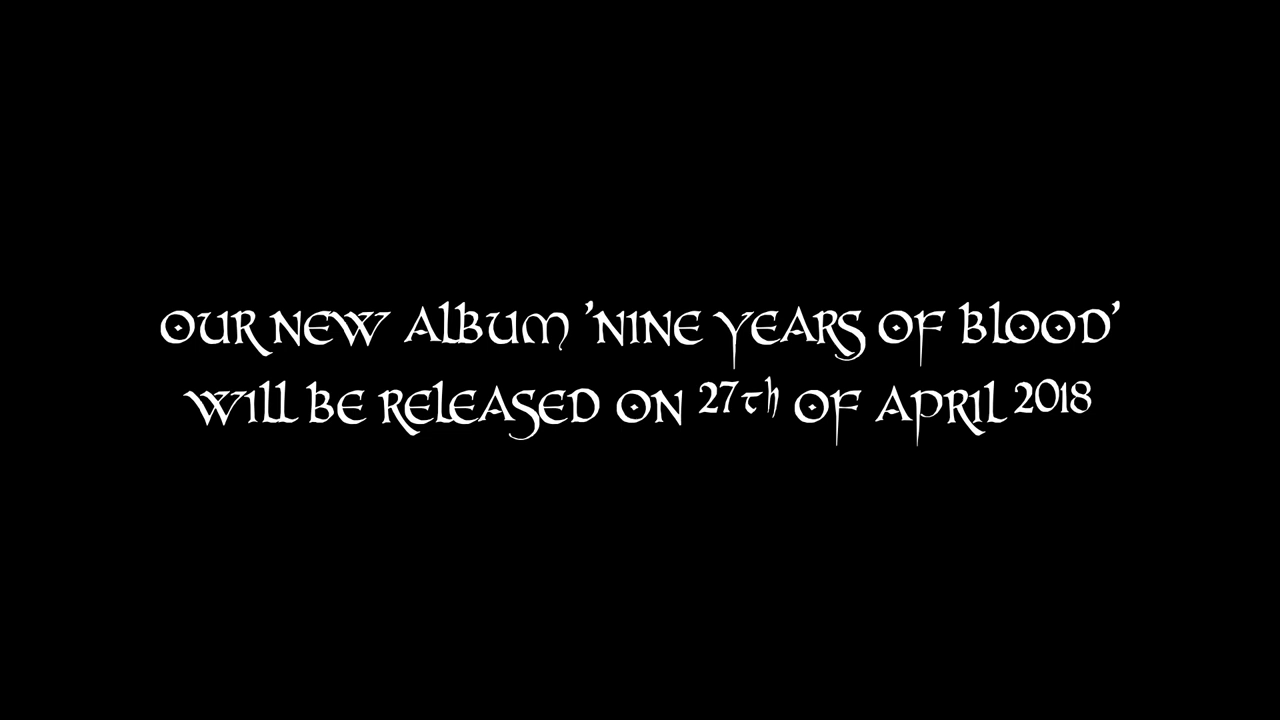 OUR NEW ALBUM 'NINE YEARS OF BLOOD'
WILL BE RELEASED ON 27th OF APRIL 2018